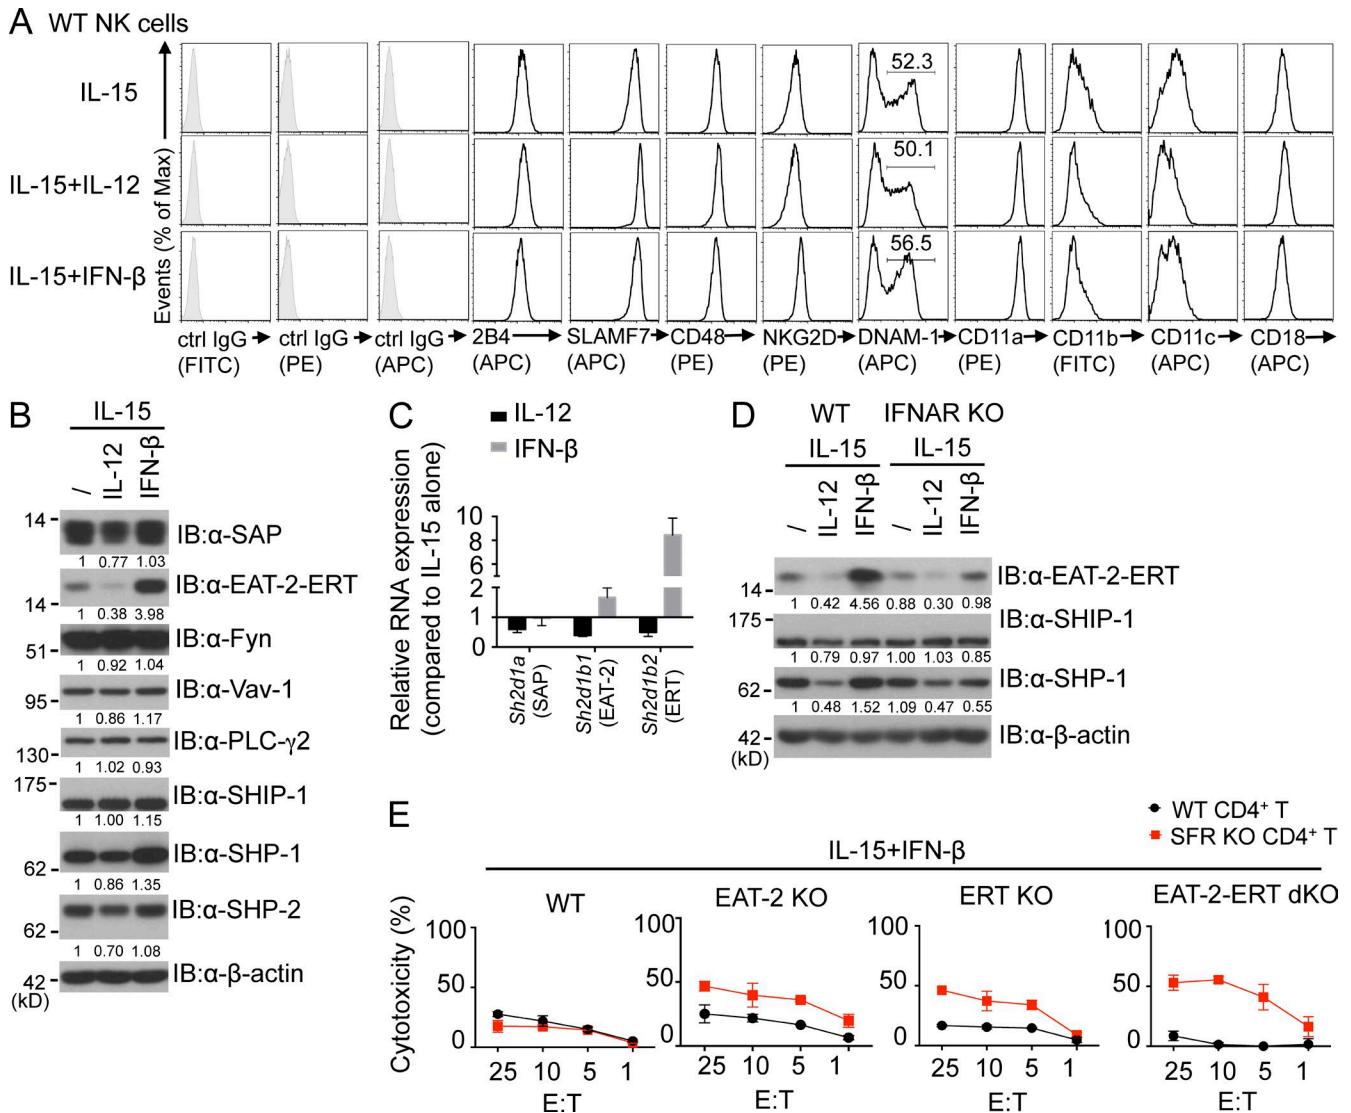 A WT NK cells
IL-15
52.3
IL-15+IL-12
50.1
IL-15+IFN-β
56.5
Events (% of Max)
ctrl IgG ctrl IgG ctrl IgG 2B4 SLAMF7 CD48 NKG2D DNAM-1 CD11a CD11b CD11c CD18
(FITC) (PE) (APC) (APC) (APC) (PE) (PE) (APC) (PE) (FITC) (APC) (APC)
B
IL-15
/ IL-12 IFN-β
14
IB:α-SAP
1 0.77 1.03
IB:α-EAT-2-ERT
14
1 0.38 3.98
IB:α-Fyn
51
1 0.92 1.04
IB:α-Vav-1
95
1 0.86 1.17
IB:α-PLC-γ2
130
1 1.02 0.93
175
IB:α-SHIP-1
1 1.00 1.15
IB:α-SHP-1
62
1 0.86 1.35
IB:α-SHP-2
62
1 0.70 1.08
IB:α-β-actin
42
(kD)
C
IL-12
IFN-β
Relative RNA expression
(compared to IL-15 alone)
10
8
6
2
1
0
Sh2d1a
(SAP)
Sh2d1b1
(EAT-2)
Sh2d1b2
(ERT)
D
WT IFNAR KO
IL-15 IL-15
/ IL-12 IFN-β / IL-12 IFN-β
IB:α-EAT-2-ERT
14
1 0.42 4.56 0.88 0.30 0.98
175
IB:α-SHIP-1
1 0.79 0.97 1.00 1.03 0.85
IB:α-SHP-1
62
1 0.48 1.52 1.09 0.47 0.55
42
IB:α-β-actin
(kD)
E
WT CD4+ T
SFR KO CD4+ T
IL-15+IFN-β
WT EAT-2 KO ERT KO EAT-2-ERT dKO
Cytotoxicity (%)
100 100 100 100
50 50 50 50
0 0 0 0
25 10 5 1 25 10 5 1 25 10 5 1 25 10 5 1
E:T E:T E:T E:T